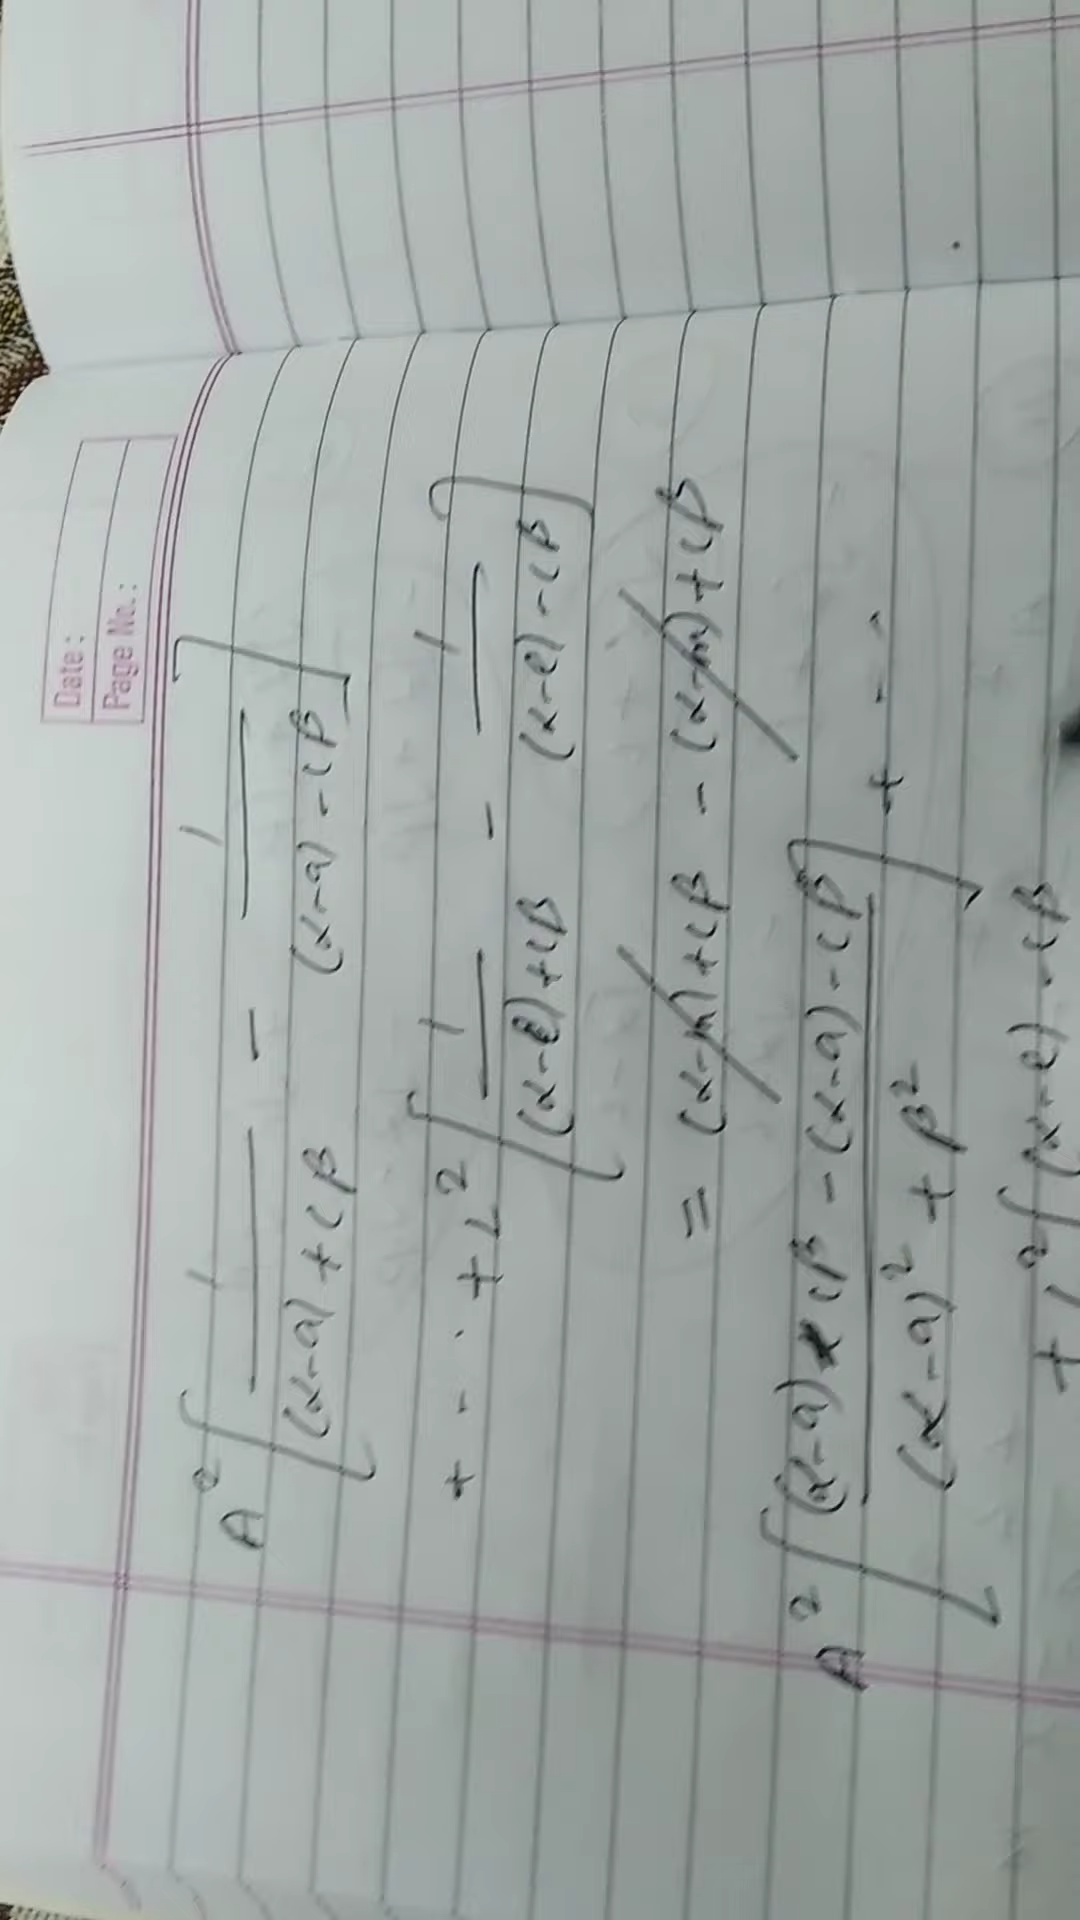 Date :
Page No. :
A² [ 1/((α-a)+iβ) - 1/((α-a)-iβ) ]
+ - . . + L² [ 1/((α-l)+iβ) - 1/((α-l)-iβ) ]
= (α-m)+iβ - (α-m)+iβ
A² [ ((α-a)+iβ - (α-a)-iβ)/((α-a)²+β²) ] + - - -
+ L² [ (α-l)-iβ